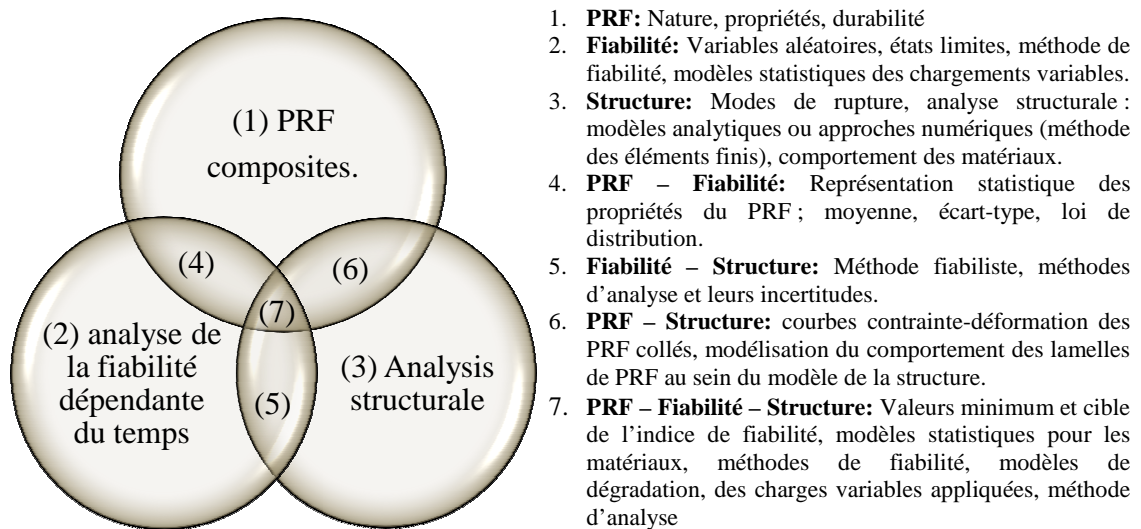 (1) PRF
composites.
(4)
(6)
(7)
(2) analyse de
la fiabilité
dépendante
du temps
(5)
(3) Analysis
structurale
1. PRF: Nature, propriétés, durabilité
2. Fiabilité: Variables aléatoires, états limites, méthode de
fiabilité, modèles statistiques des chargements variables.
3. Structure: Modes de rupture, analyse structurale :
modèles analytiques ou approches numériques (méthode
des éléments finis), comportement des matériaux.
4. PRF – Fiabilité: Représentation statistique des
propriétés du PRF ; moyenne, écart-type, loi de
distribution.
5. Fiabilité – Structure: Méthode fiabiliste, méthodes
d’analyse et leurs incertitudes.
6. PRF – Structure: courbes contrainte-déformation des
PRF collés, modélisation du comportement des lamelles
de PRF au sein du modèle de la structure.
7. PRF – Fiabilité – Structure: Valeurs minimum et cible
de l’indice de fiabilité, modèles statistiques pour les
matériaux, méthodes de fiabilité, modèles de
dégradation, des charges variables appliquées, méthode
d’analyse